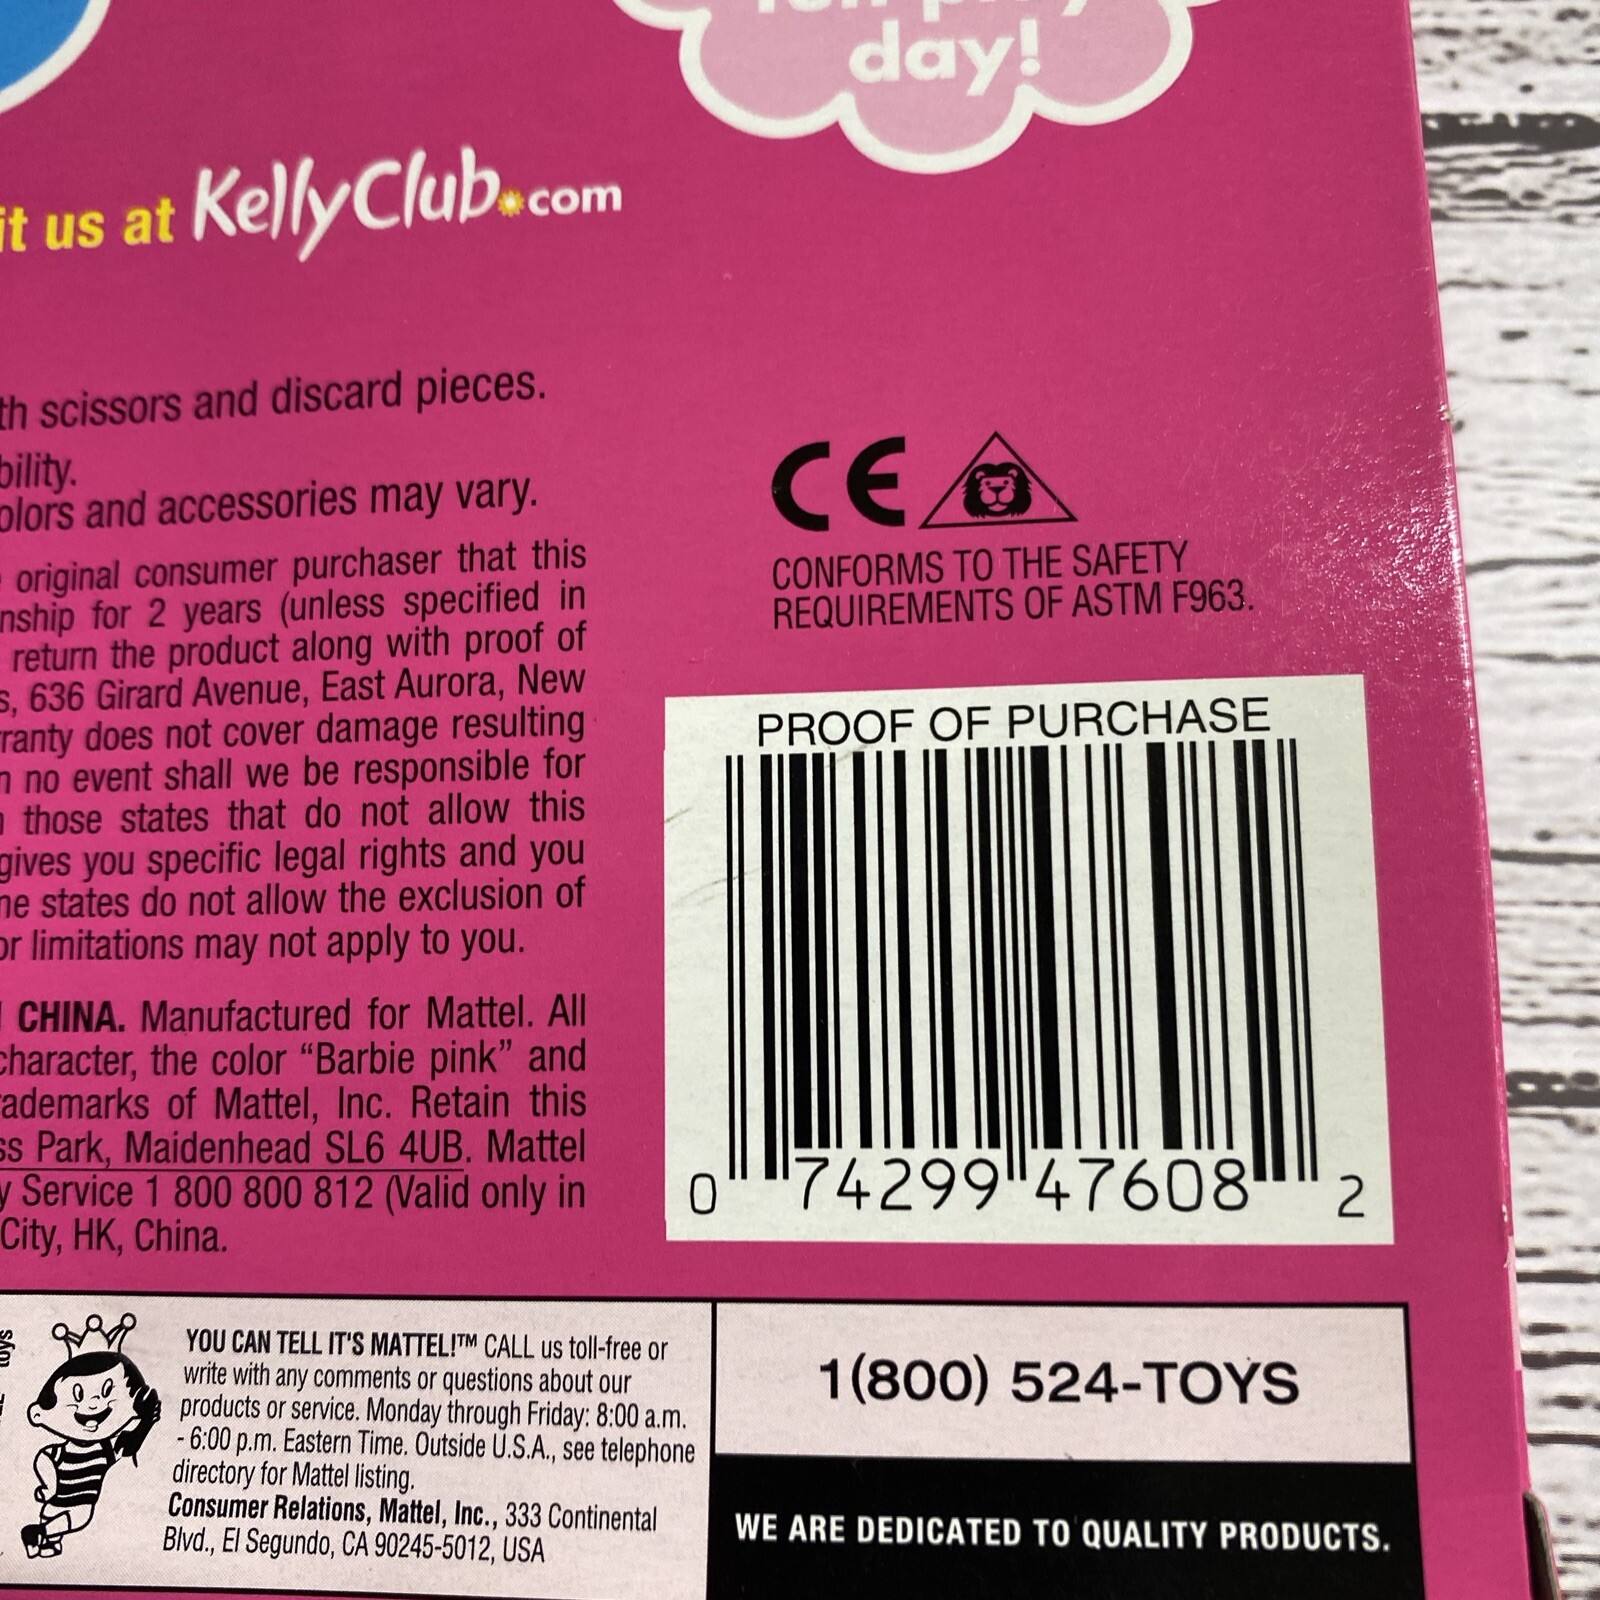 day!
it us at KellyClub.com
th scissors and discard pieces.
bility.
olors and accessories may vary.
original consumer purchaser that this
nship for 2 years (unless specified in
return the product along with proof of
s, 636 Girard Avenue, East Aurora, New
ranty does not cover damage resulting
n no event shall we be responsible for
those states that do not allow this
gives you specific legal rights and you
ne states do not allow the exclusion of
or limitations may not apply to you.
CHINA. Manufactured for Mattel. All
character, the color “Barbie pink” and
ademarks of Mattel, Inc. Retain this
ss Park, Maidenhead SL6 4UB. Mattel
y Service 1 800 800 812 (Valid only in
City, HK, China.
CE
CONFORMS TO THE SAFETY
REQUIREMENTS OF ASTM F963.
PROOF OF PURCHASE
0 74299 47608 2
toys
YOU CAN TELL IT'S MATTEL!™ CALL us toll-free or
write with any comments or questions about our
products or service. Monday through Friday: 8:00 a.m.
- 6:00 p.m. Eastern Time. Outside U.S.A., see telephone
directory for Mattel listing.
Consumer Relations, Mattel, Inc., 333 Continental
Blvd., El Segundo, CA 90245-5012, USA
1(800) 524-TOYS
WE ARE DEDICATED TO QUALITY PRODUCTS.